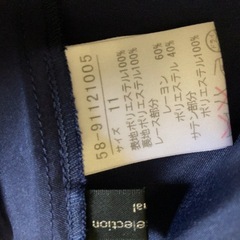 58-91121005
サイズ 11
表地ポリエステル100%
裏地ポリエステル100%
レース部分
レーヨン 60%
ポリエステル 40%
サテン部分
ポリエステル100%
election